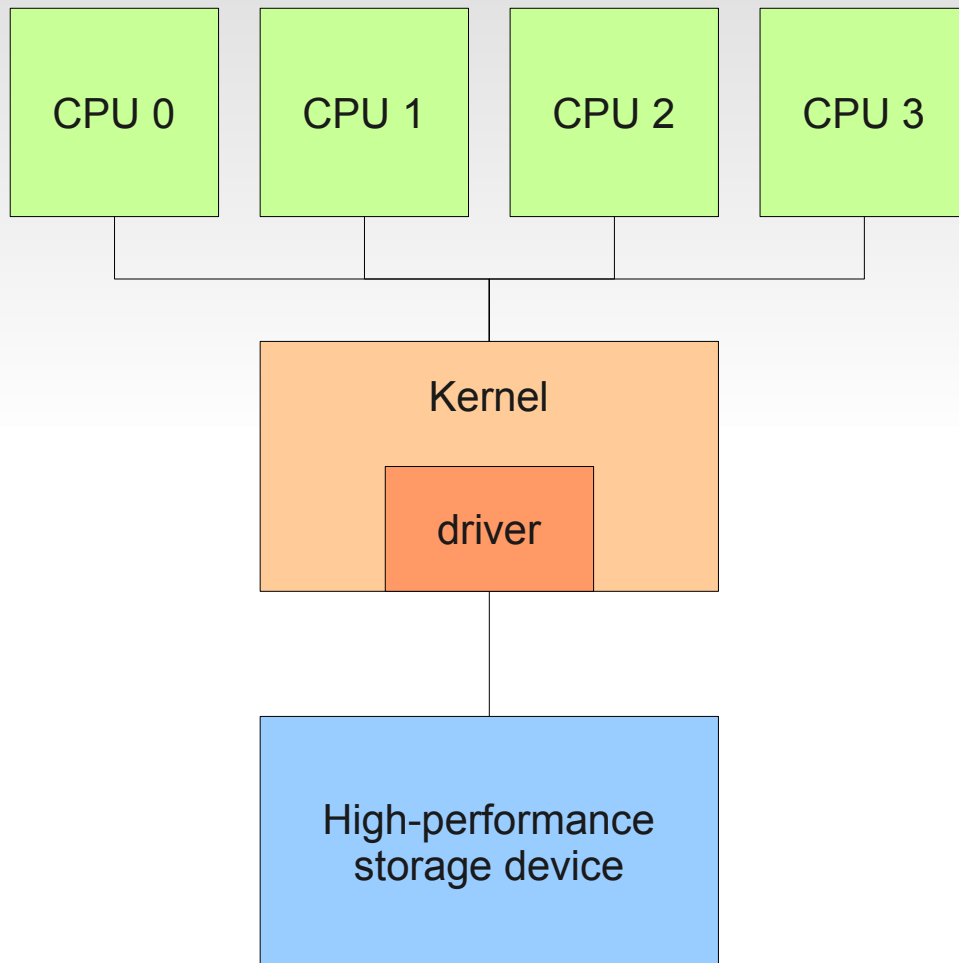 CPU 0
CPU 1
CPU 2
CPU 3
Kernel
driver
High-performance
storage device